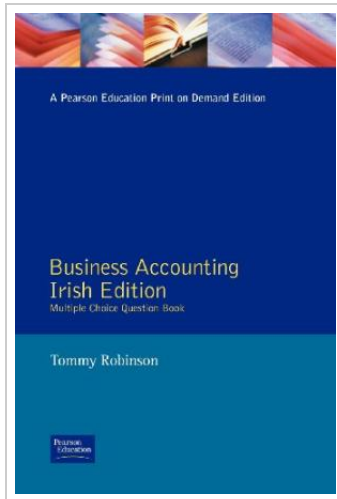 A Pearson Education Print on Demand Edition
Business Accounting
Irish Edition
Multiple Choice Question Book
Tommy Robinson
Pearson
Education